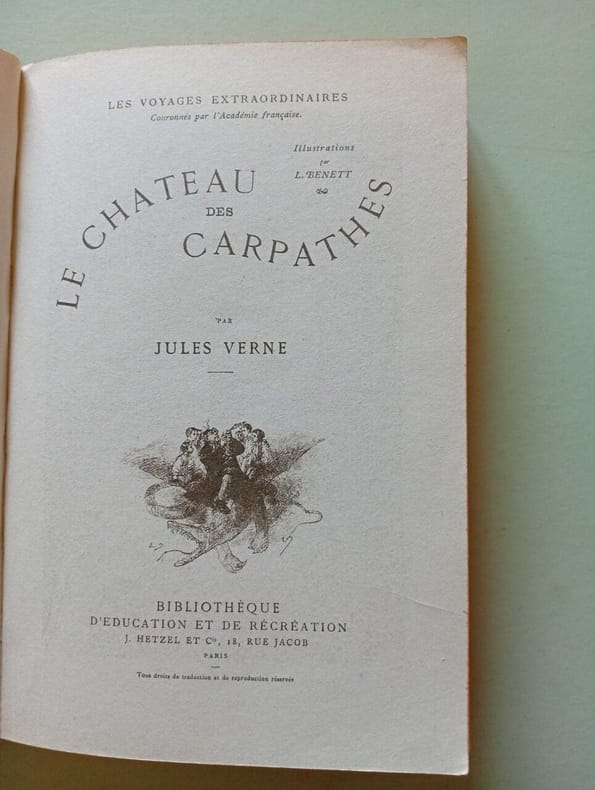 LES VOYAGES EXTRAORDINAIRES
Couronnés par l'Académie française.
Illustrations
par
L. BENETT
LE CHATEAU
DES
CARPATHES
PAR
JULES VERNE
BIBLIOTHÈQUE
D'EDUCATION ET DE RÉCRÉATION
J. HETZEL ET Cie, 18, RUE JACOB
PARIS
Tous droits de traduction et de reproduction réservés